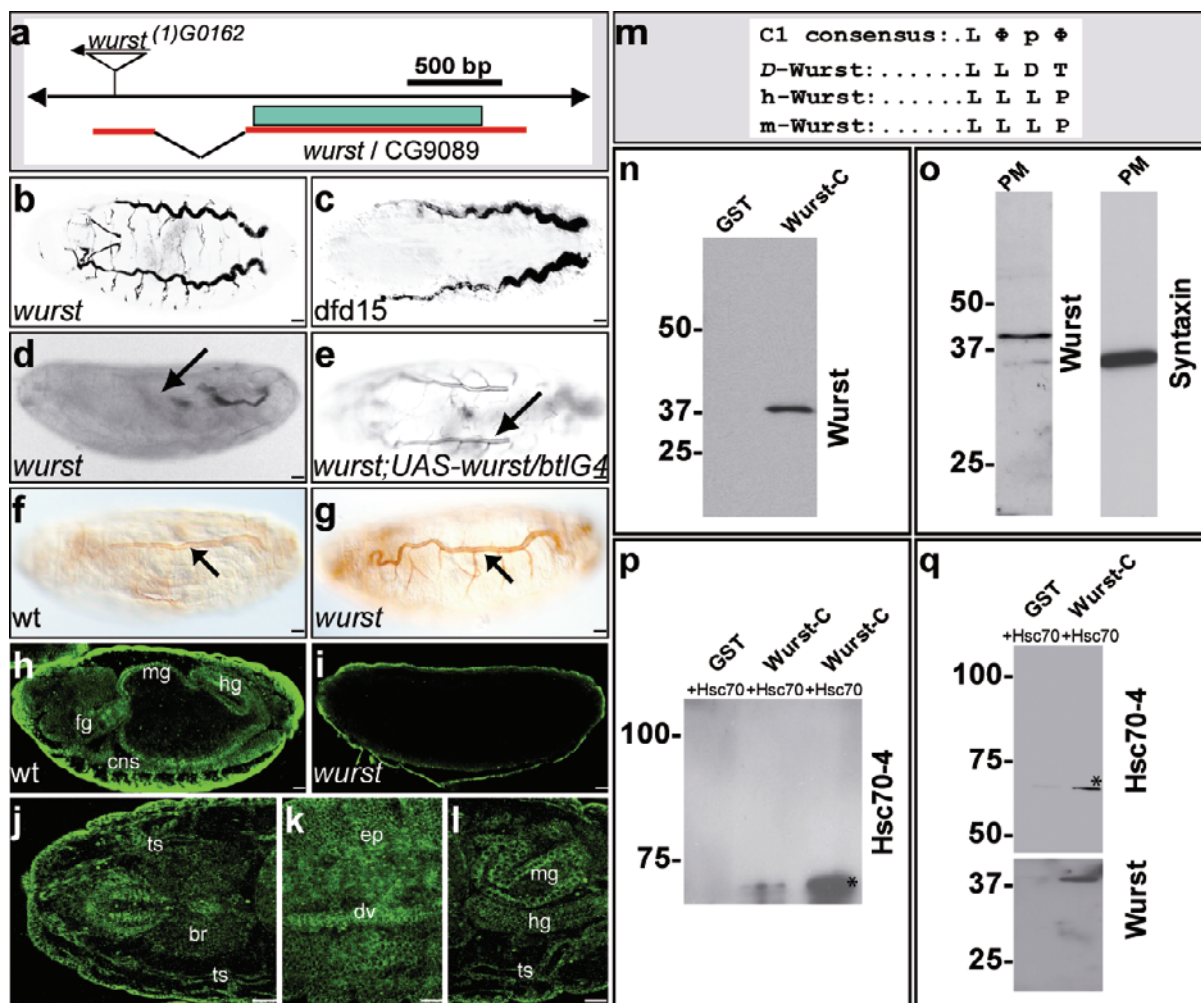 a
wurst(1)G0162
500 bp
wurst / CG9089
b
wurst
c
dfd15
d
wurst
e
wurst;UAS-wurst/btlG4
f
wt
g
wurst
h
mg
hg
fg
cns
wt
i
wurst
j
ts
br
ts
k
ep
dv
l
mg
hg
ts
m
C1 consensus:..L Φ p Φ
D-Wurst:......L L D T
h-Wurst:......L L L P
m-Wurst:......L L L P
n
GST
Wurst-C
50-
37-
25-
Wurst
o
PM
PM
50-
37-
25-
Wurst
Syntaxin
p
GST
Wurst-C
Wurst-C
+Hsc70 +Hsc70 +Hsc70
100-
75-
*
Hsc70-4
q
GST
Wurst-C
+Hsc70 +Hsc70
100-
75-
50-
*
Hsc70-4
37-
25-
Wurst